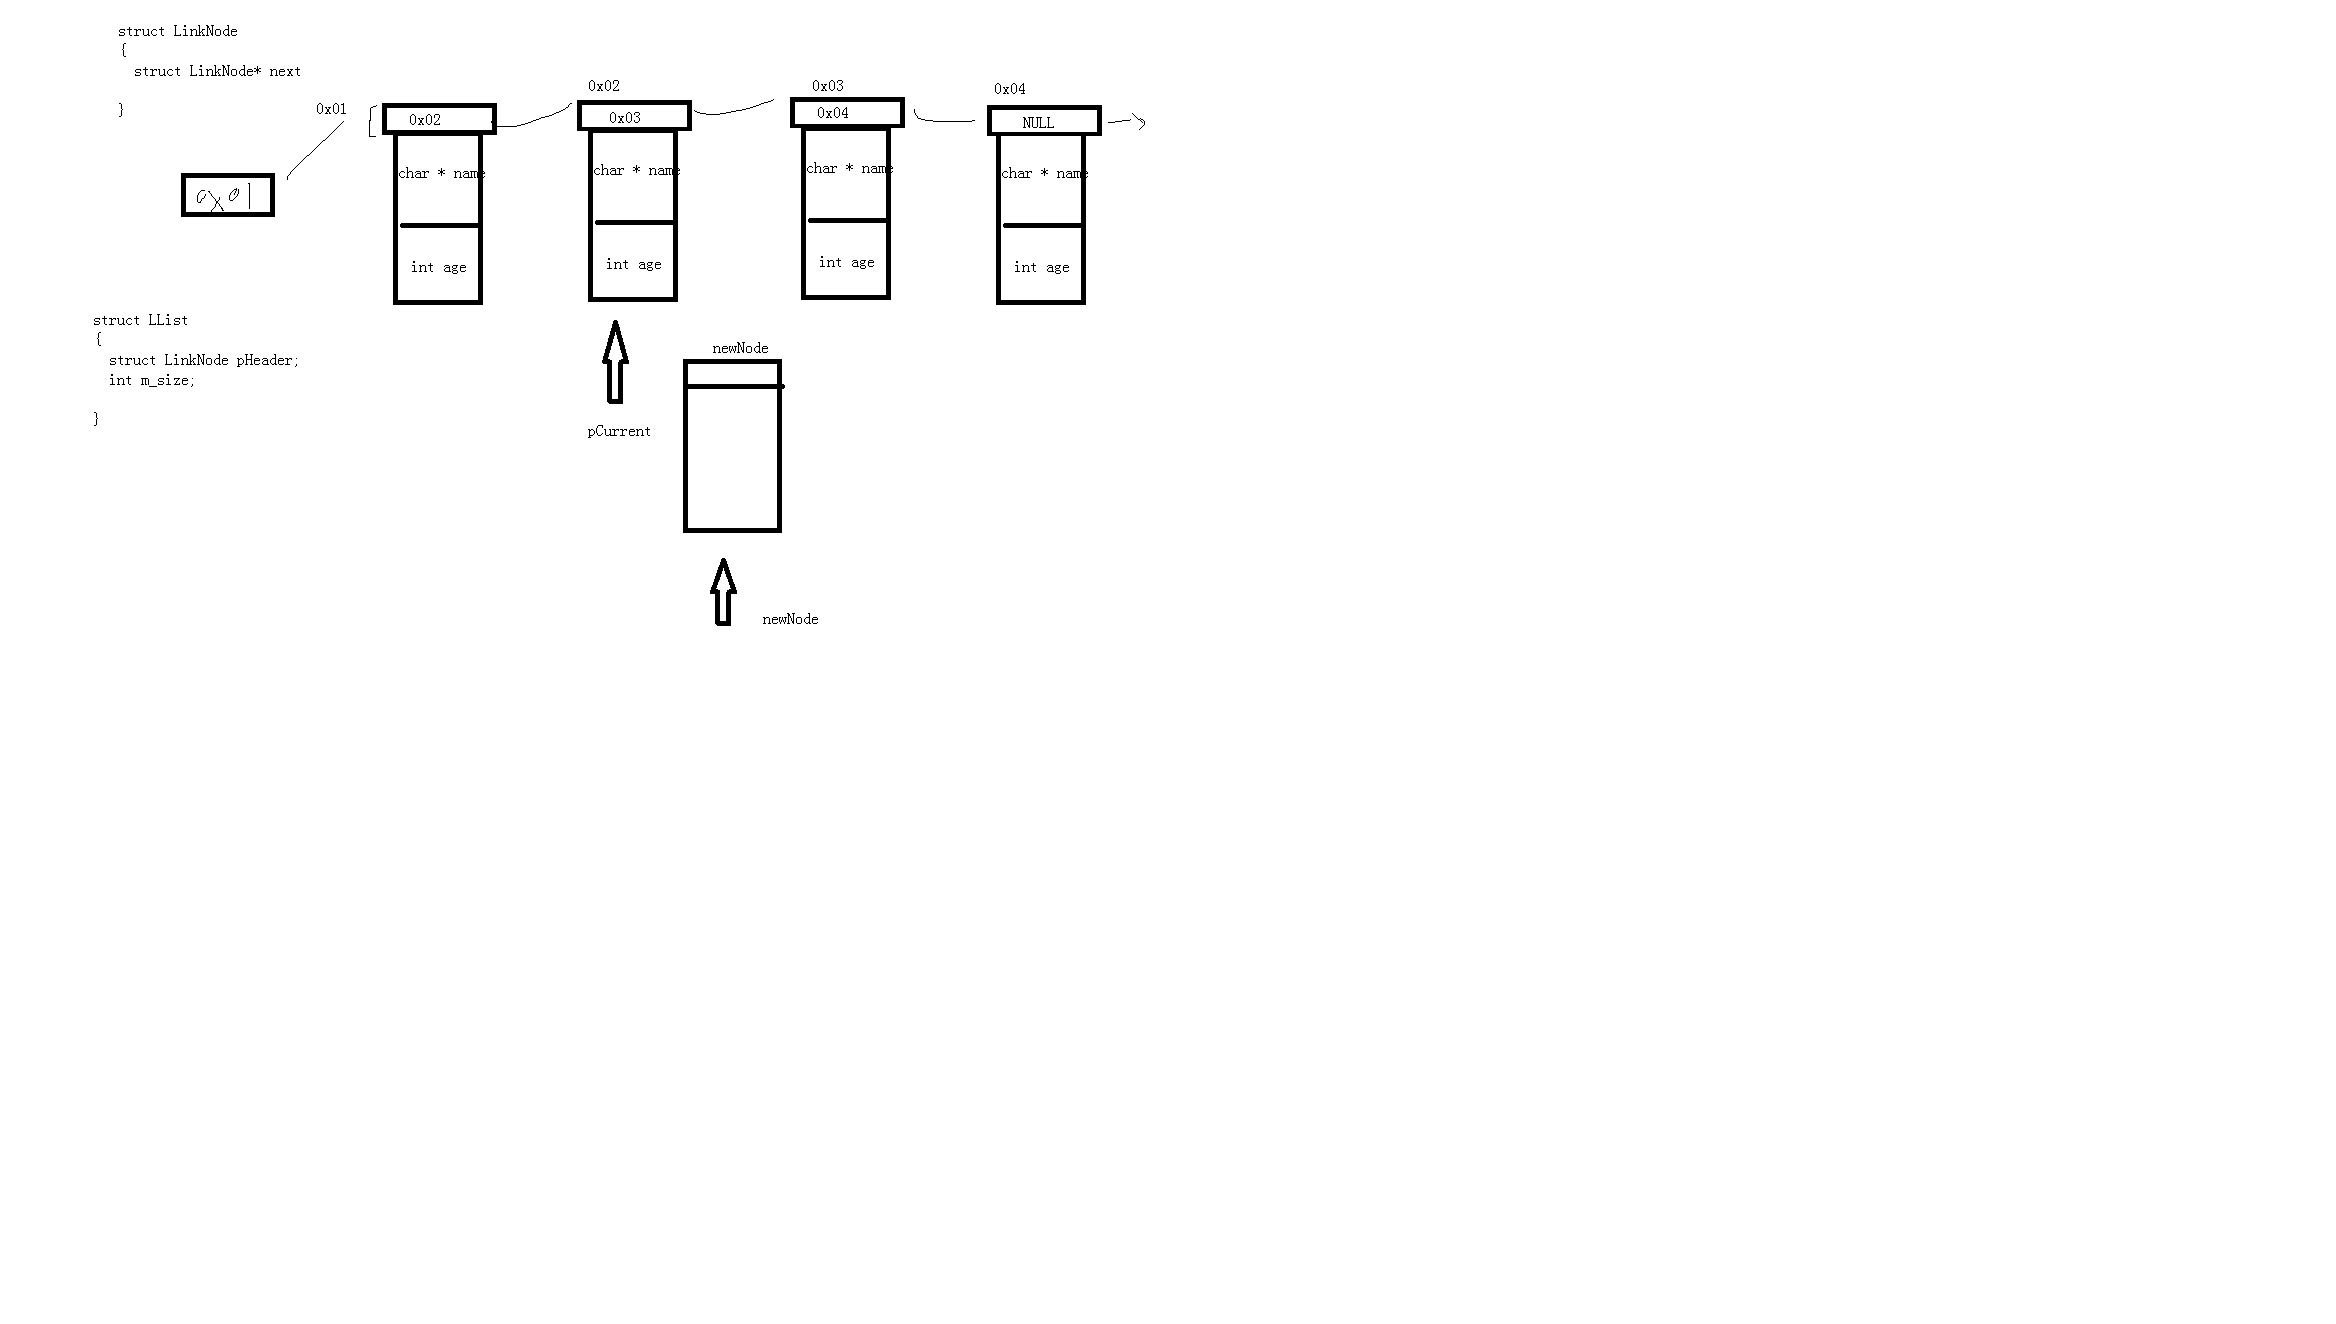 struct LinkNode
{
struct LinkNode* next
}
0x01
0x01
0x02
char * name
int age
0x02
0x03
char * name
int age
0x03
0x04
char * name
int age
0x04
NULL
char * name
int age
struct LList
{
struct LinkNode pHeader;
int m_size;
}
pCurrent
newNode
newNode